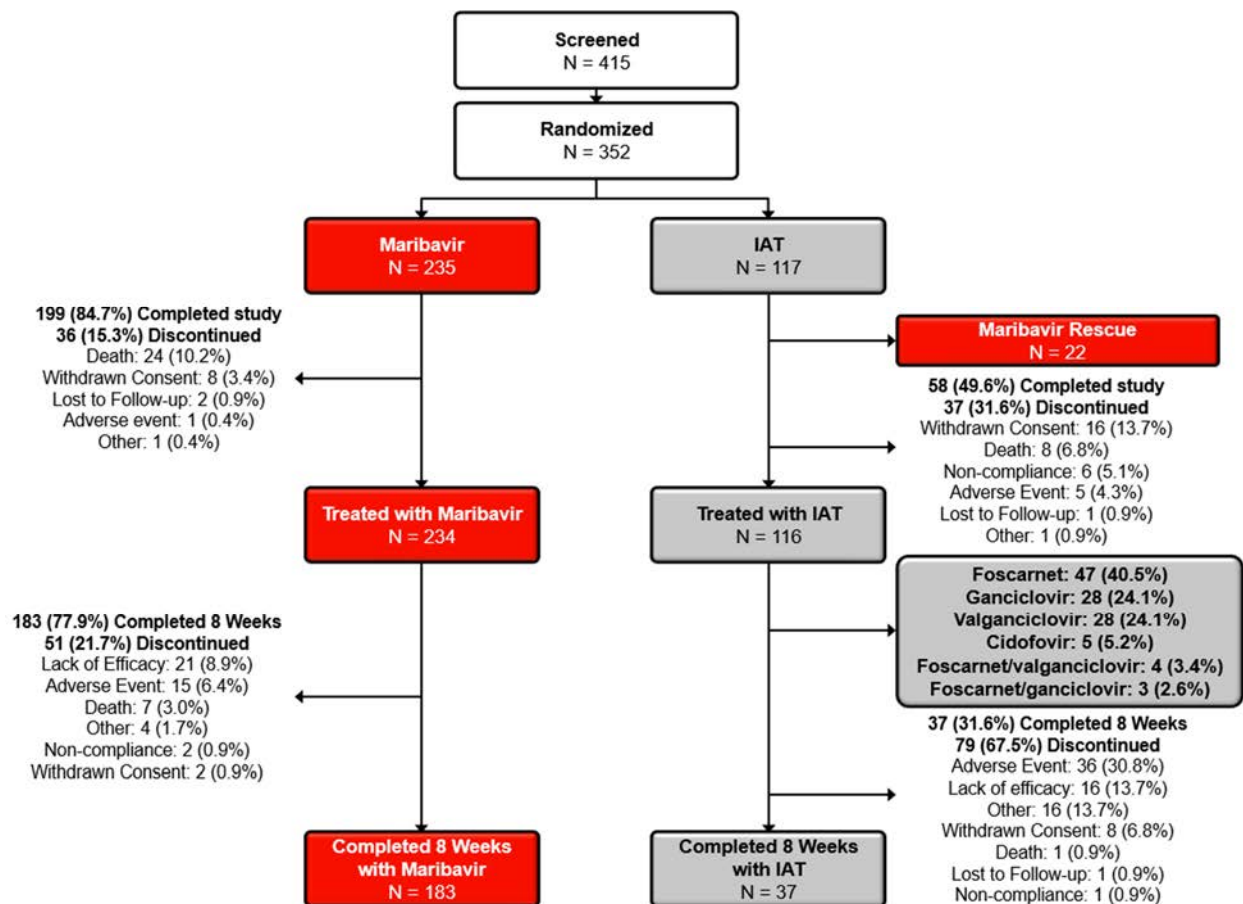 Screened
N = 415
Randomized
N = 352
Maribavir
N = 235
IAT
N = 117
199 (84.7%) Completed study
36 (15.3%) Discontinued
Death: 24 (10.2%)
Withdrawn Consent: 8 (3.4%)
Lost to Follow-up: 2 (0.9%)
Adverse event: 1 (0.4%)
Other: 1 (0.4%)
Maribavir Rescue
N = 22
58 (49.6%) Completed study
37 (31.6%) Discontinued
Withdrawn Consent: 16 (13.7%)
Death: 8 (6.8%)
Non-compliance: 6 (5.1%)
Adverse Event: 5 (4.3%)
Lost to Follow-up: 1 (0.9%)
Other: 1 (0.9%)
Treated with Maribavir
N = 234
Treated with IAT
N = 116
Foscarnet: 47 (40.5%)
Ganciclovir: 28 (24.1%)
Valganciclovir: 28 (24.1%)
Cidofovir: 5 (5.2%)
Foscarnet/valganciclovir: 4 (3.4%)
Foscarnet/ganciclovir: 3 (2.6%)
183 (77.9%) Completed 8 Weeks
51 (21.7%) Discontinued
Lack of Efficacy: 21 (8.9%)
Adverse Event: 15 (6.4%)
Death: 7 (3.0%)
Other: 4 (1.7%)
Non-compliance: 2 (0.9%)
Withdrawn Consent: 2 (0.9%)
37 (31.6%) Completed 8 Weeks
79 (67.5%) Discontinued
Adverse Event: 36 (30.8%)
Lack of efficacy: 16 (13.7%)
Other: 16 (13.7%)
Withdrawn Consent: 8 (6.8%)
Death: 1 (0.9%)
Lost to Follow-up: 1 (0.9%)
Non-compliance: 1 (0.9%)
Completed 8 Weeks
with Maribavir
N = 183
Completed 8 Weeks
with IAT
N = 37